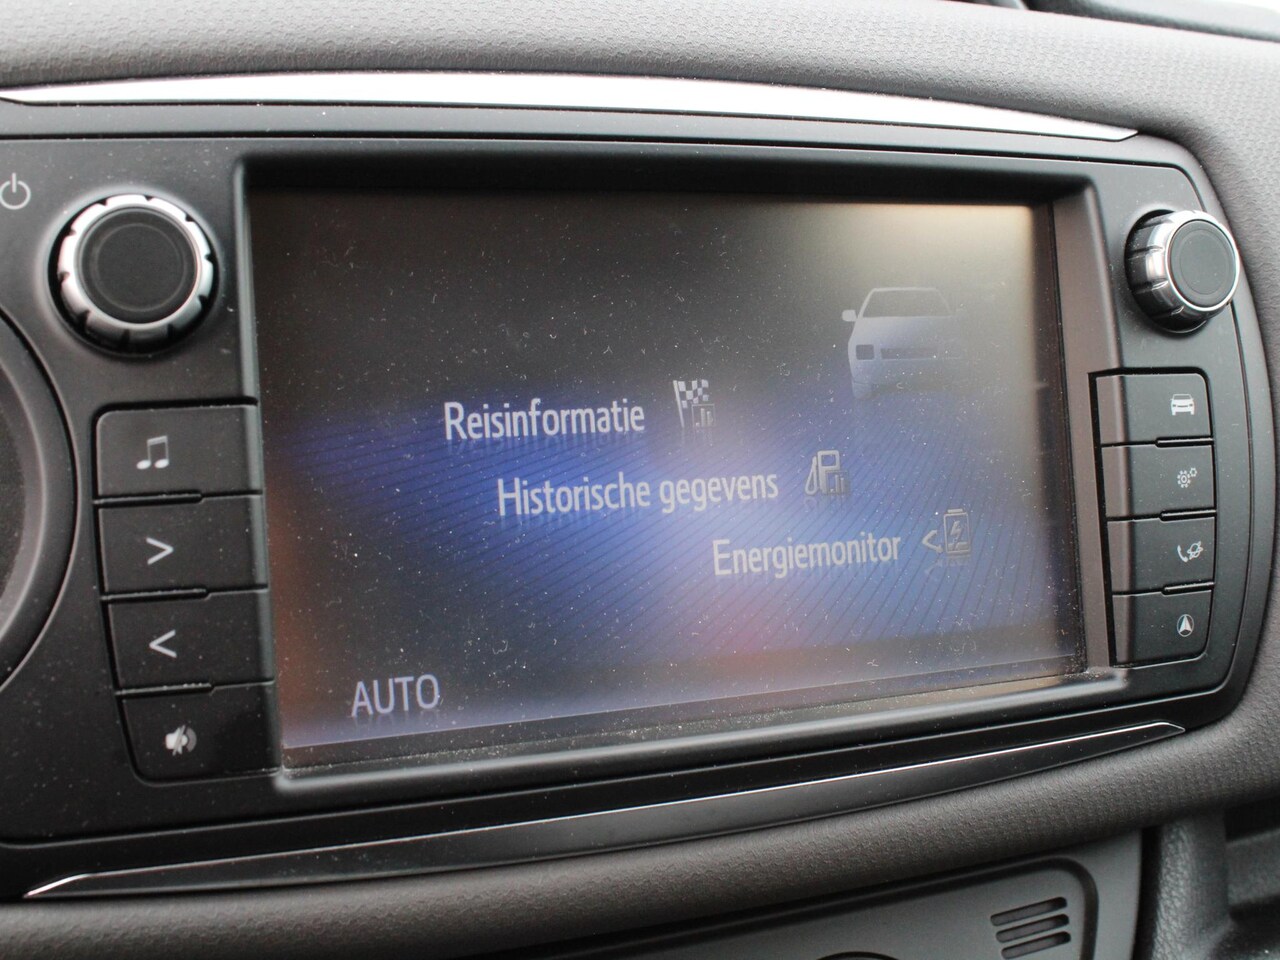 Reisinformatie
Historische gegevens
Energiemonitor
AUTO